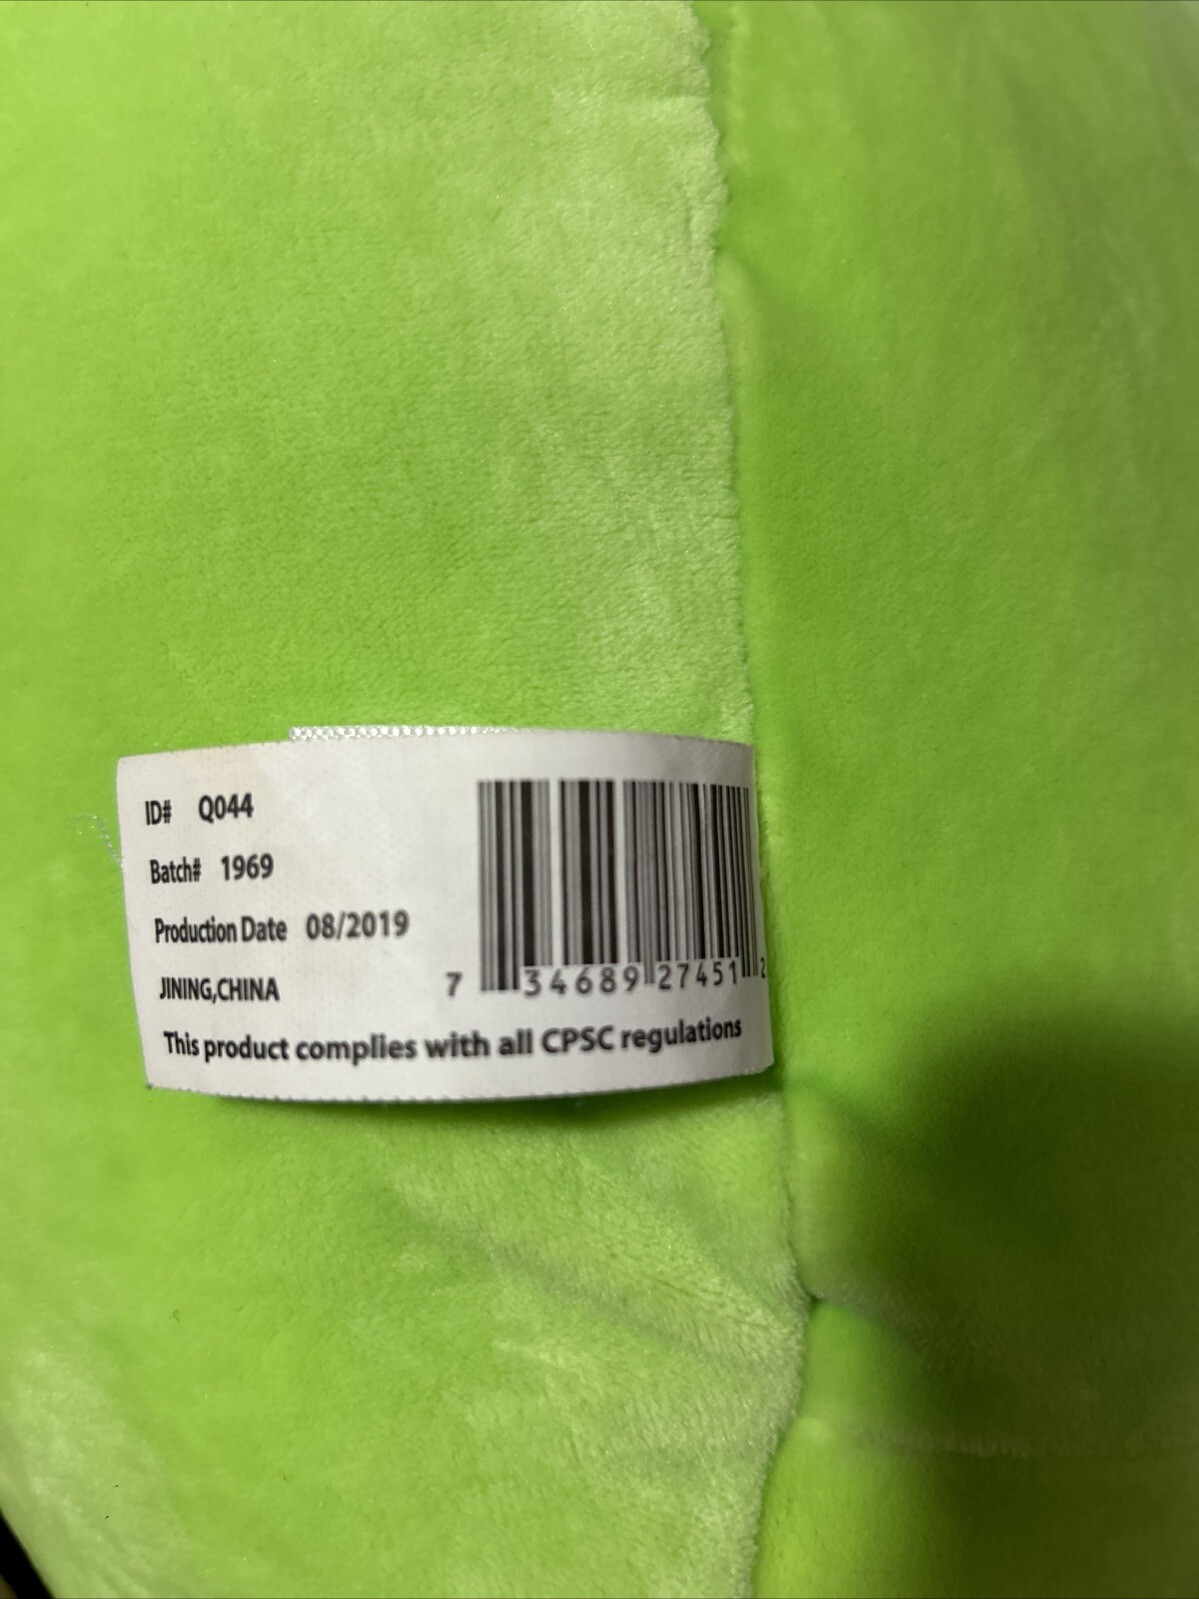 ID# Q044
Batch# 1969
Production Date 08/2019
JINING,CHINA
7 34689 27451 2
This product complies with all CPSC regulations